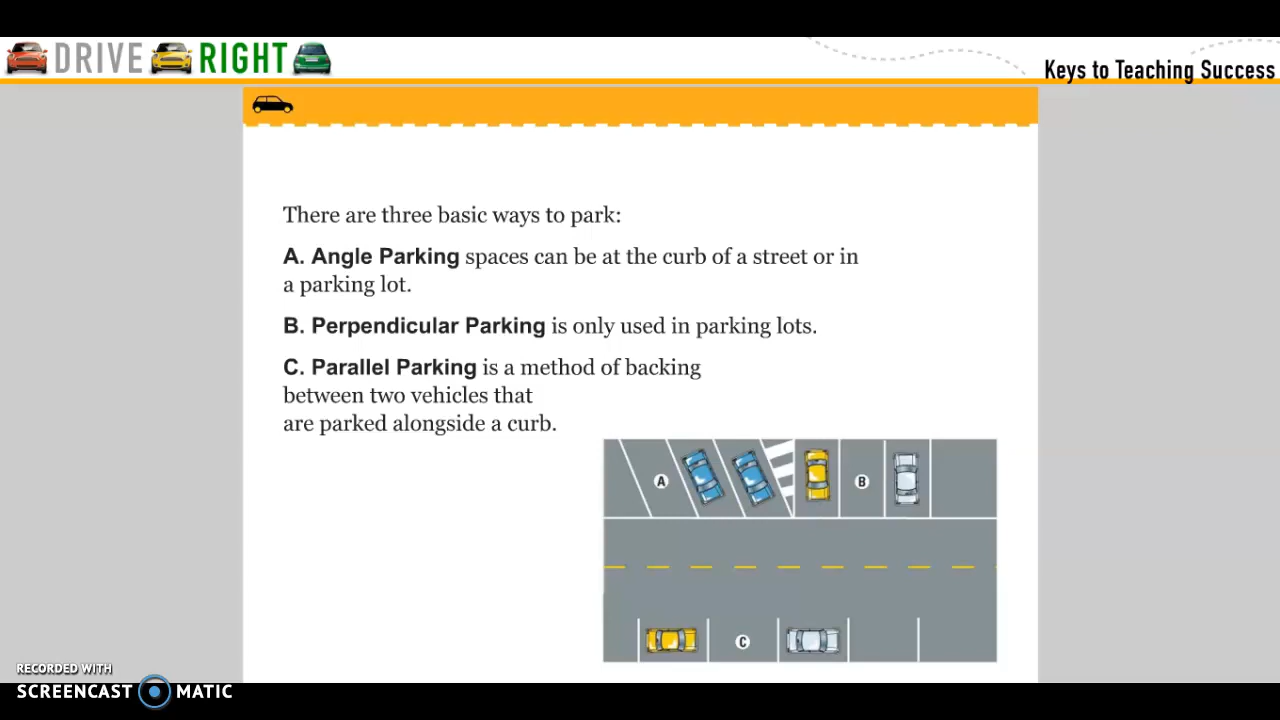 DRIVE RIGHT
Keys to Teaching Success
There are three basic ways to park:
A. Angle Parking spaces can be at the curb of a street or in
a parking lot.
B. Perpendicular Parking is only used in parking lots.
C. Parallel Parking is a method of backing
between two vehicles that
are parked alongside a curb.
A
B
C
RECORDED WITH
SCREENCAST MATIC